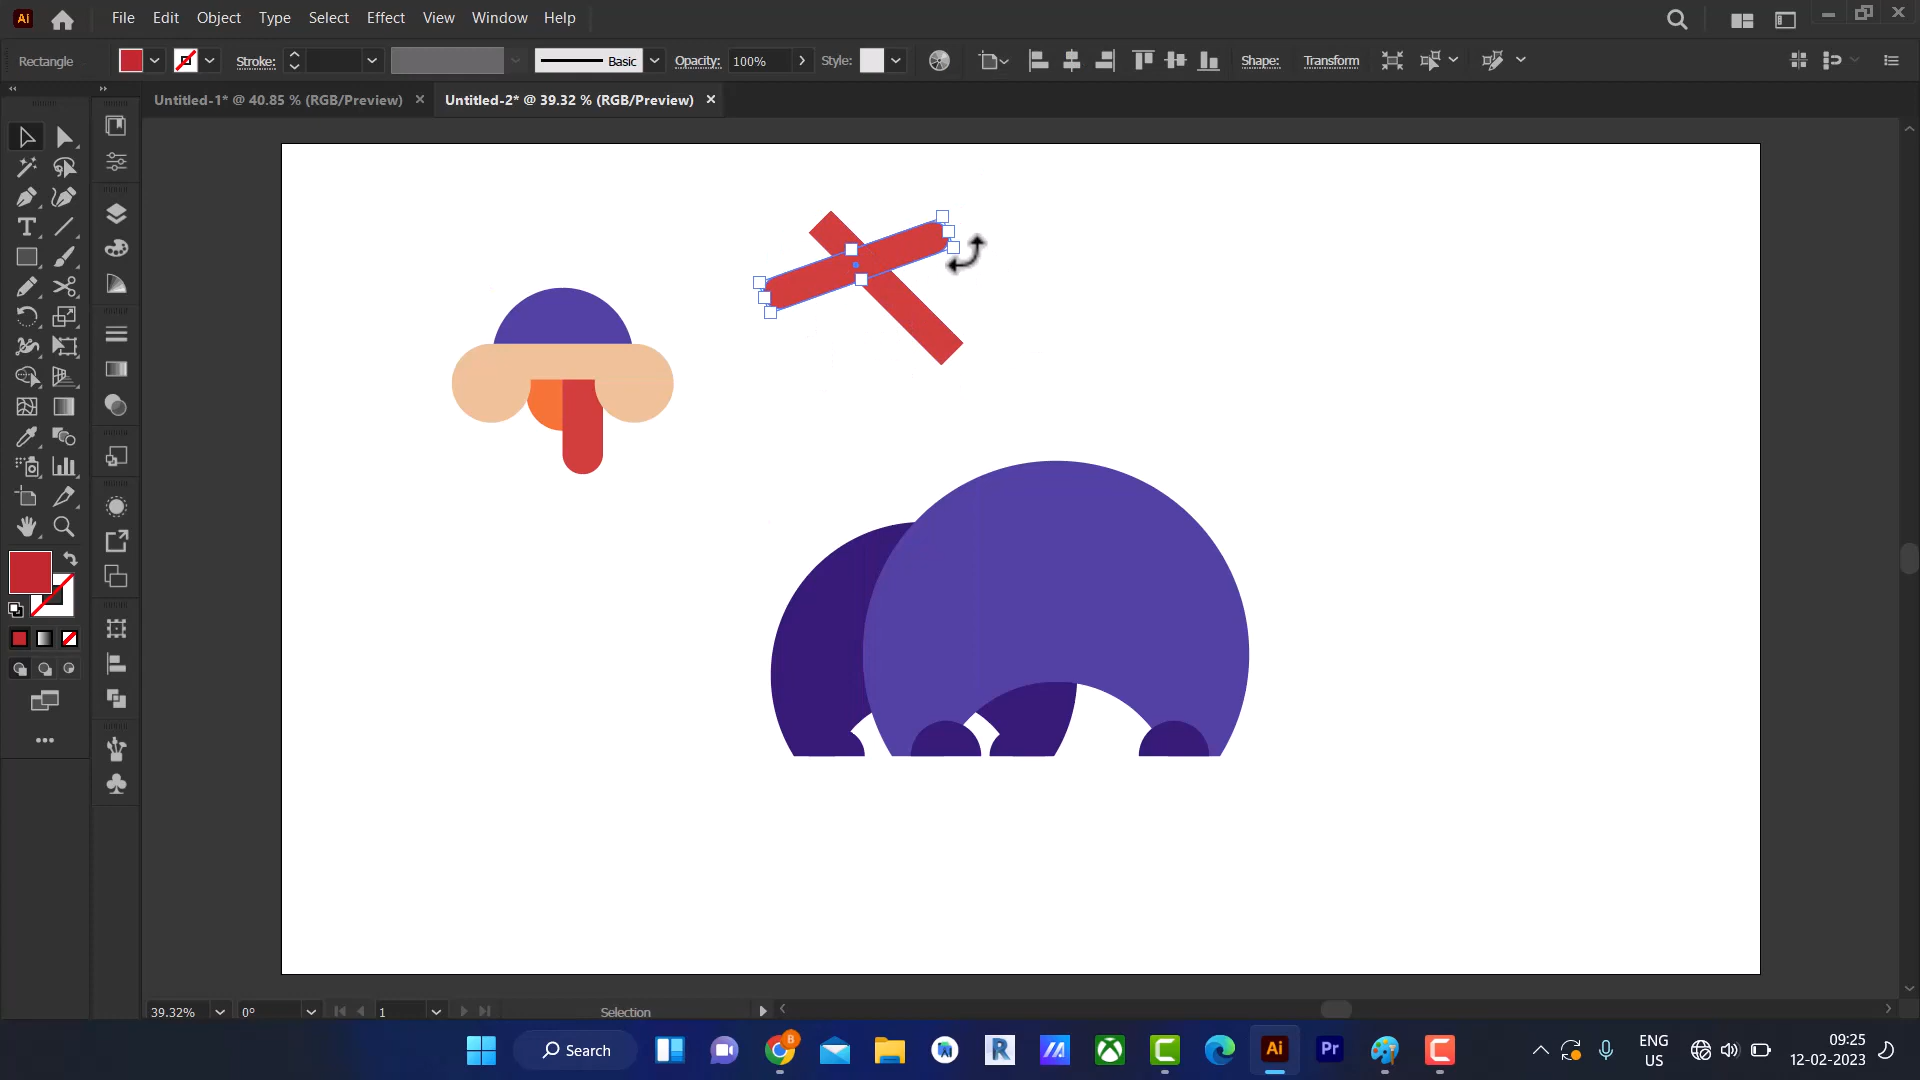 Ai File Edit Object Type Select Effect View Window Help
Rectangle Stroke: Basic Opacity: 100% Style: Shape: Transform
Untitled-1* @ 40.85 % (RGB/Preview) × Untitled-2* @ 39.32 % (RGB/Preview) ×
39.32% 0° 1 Selection
Search Ai Pr ENG
US
09:25
12-02-2023